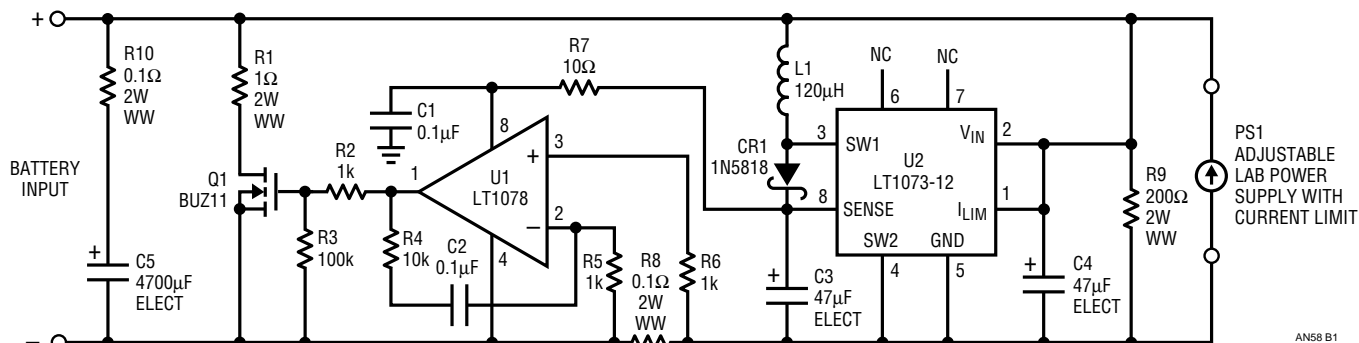 +
R10
0.1Ω
2W
WW
R1
1Ω
2W
WW
R7
10Ω
L1
120µH
NC
NC
6
7
C1
0.1µF
8
3
+
CR1
1N5818
3
SW1
V_IN
2
U2
LT1073-12
8
SENSE
I_LIM
1
SW2
GND
4
5
R9
200Ω
2W
WW
PS1
ADJUSTABLE
LAB POWER
SUPPLY WITH
CURRENT LIMIT
BATTERY
INPUT
Q1
BUZ11
R2
1k
1
U1
LT1078
2
–
4
R3
100k
R4
10k
C2
0.1µF
R5
1k
R8
0.1Ω
2W
WW
R6
1k
+
C3
47µF
ELECT
+
C4
47µF
ELECT
+
C5
4700µF
ELECT
–
AN58 B1